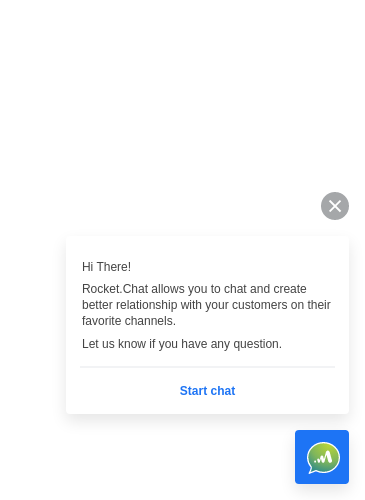 Hi There!
Rocket.Chat allows you to chat and create
better relationship with your customers on their
favorite channels.
Let us know if you have any question.
Start chat